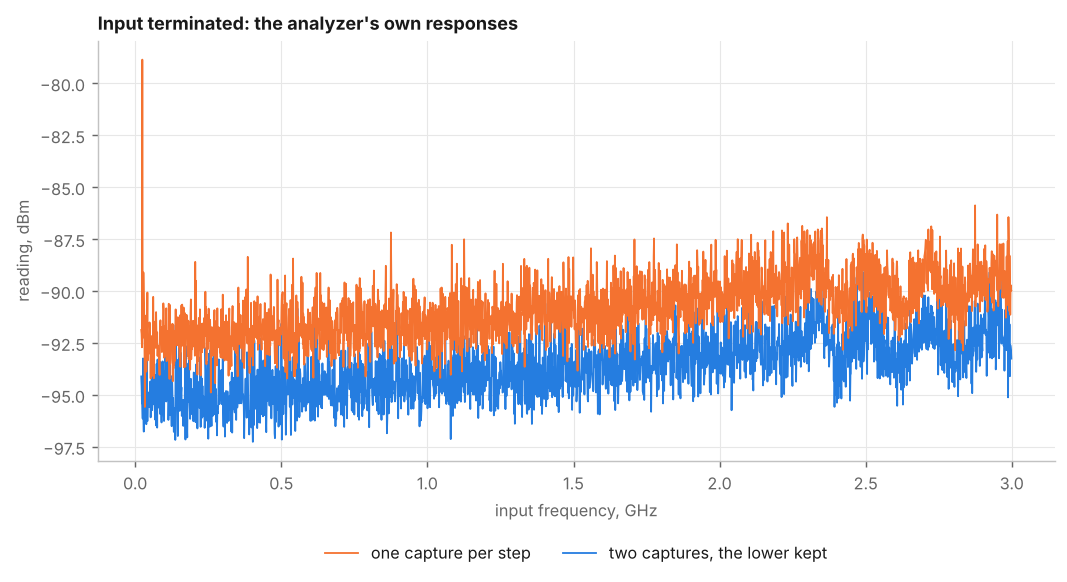 Input terminated: the analyzer's own responses
reading, dBm
−80.0
−82.5
−85.0
−87.5
−90.0
−92.5
−95.0
−97.5
0.0 0.5 1.0 1.5 2.0 2.5 3.0
input frequency, GHz
one capture per step two captures, the lower kept